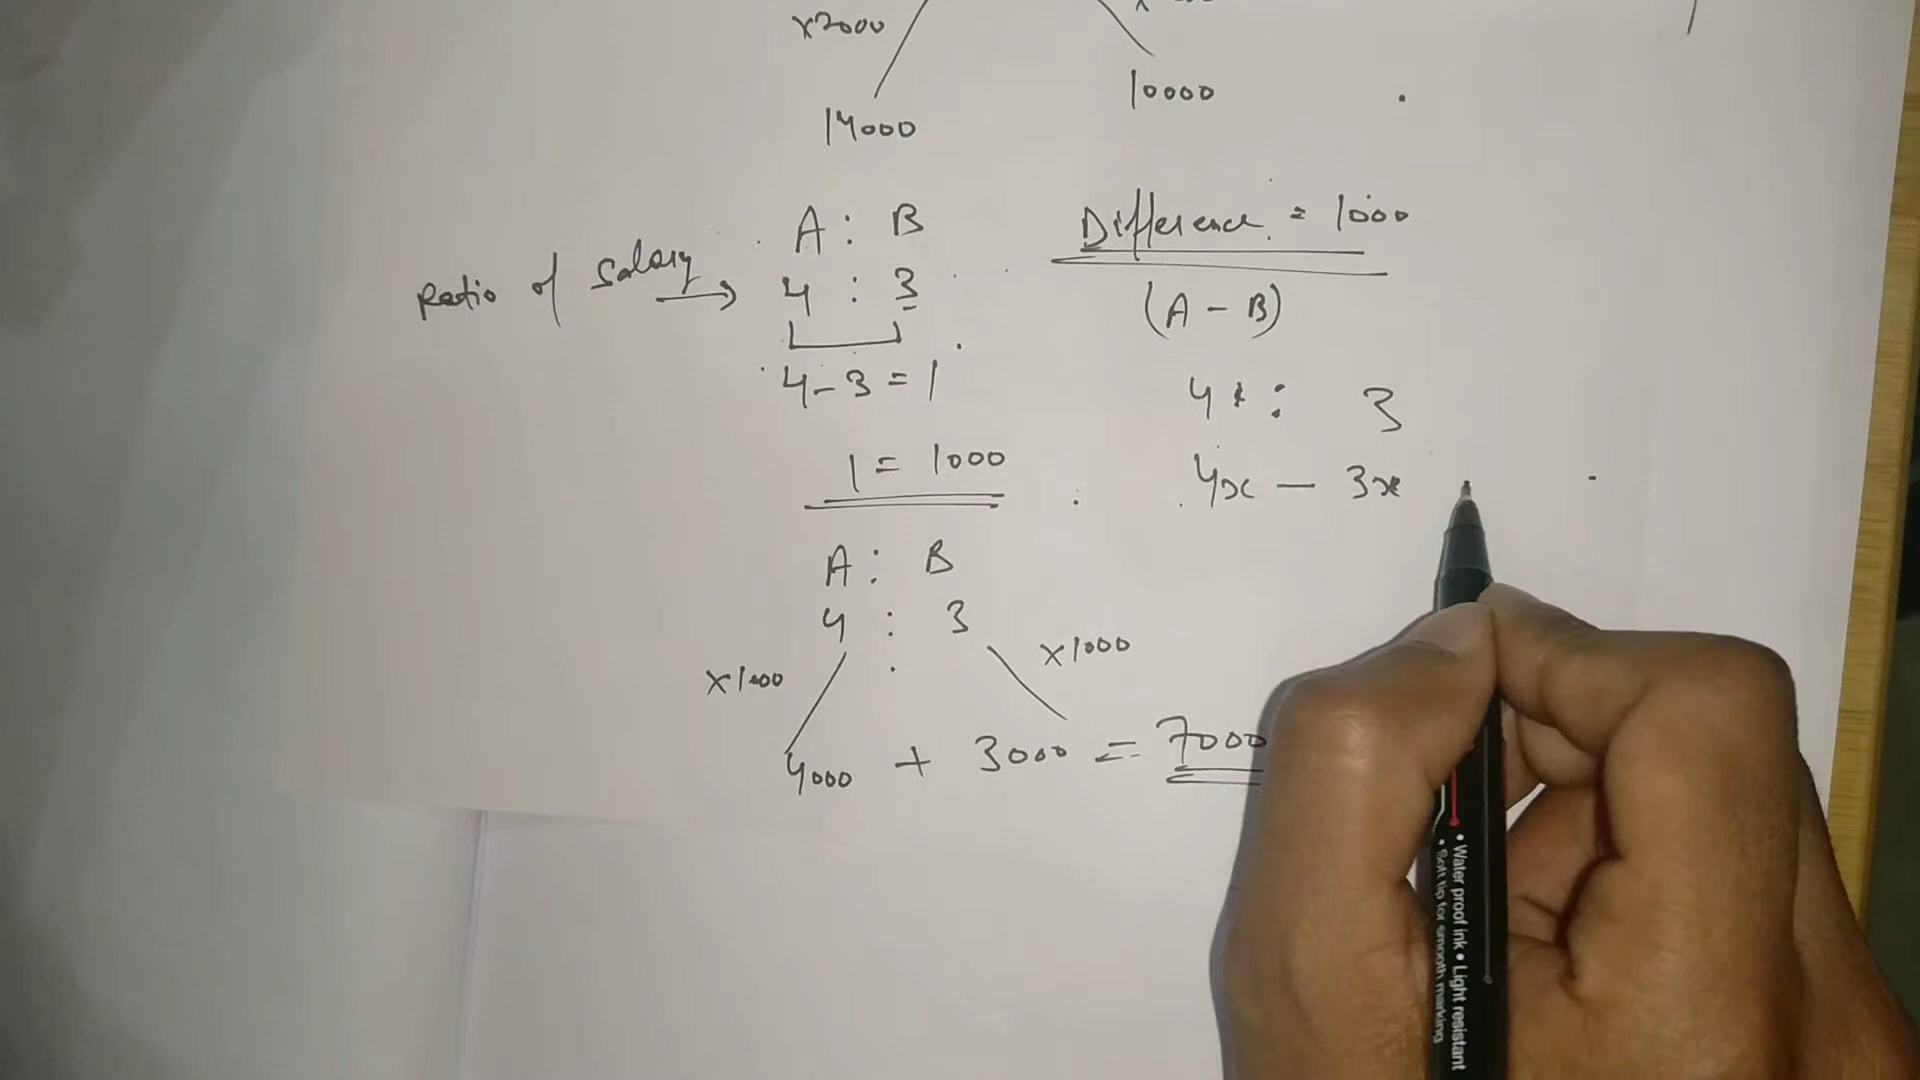 x2000
10000
14000
A : B
Difference = 1000
Ratio of Salary → 4 : 3
(A - B)
4 - 3 = 1
4 : 3
1 = 1000
4x - 3x
A : B
4 : 3
x1000
x1000
4000 + 3000 = 7000
• Water proof ink • Light resistant
• Soft tip for smooth marking